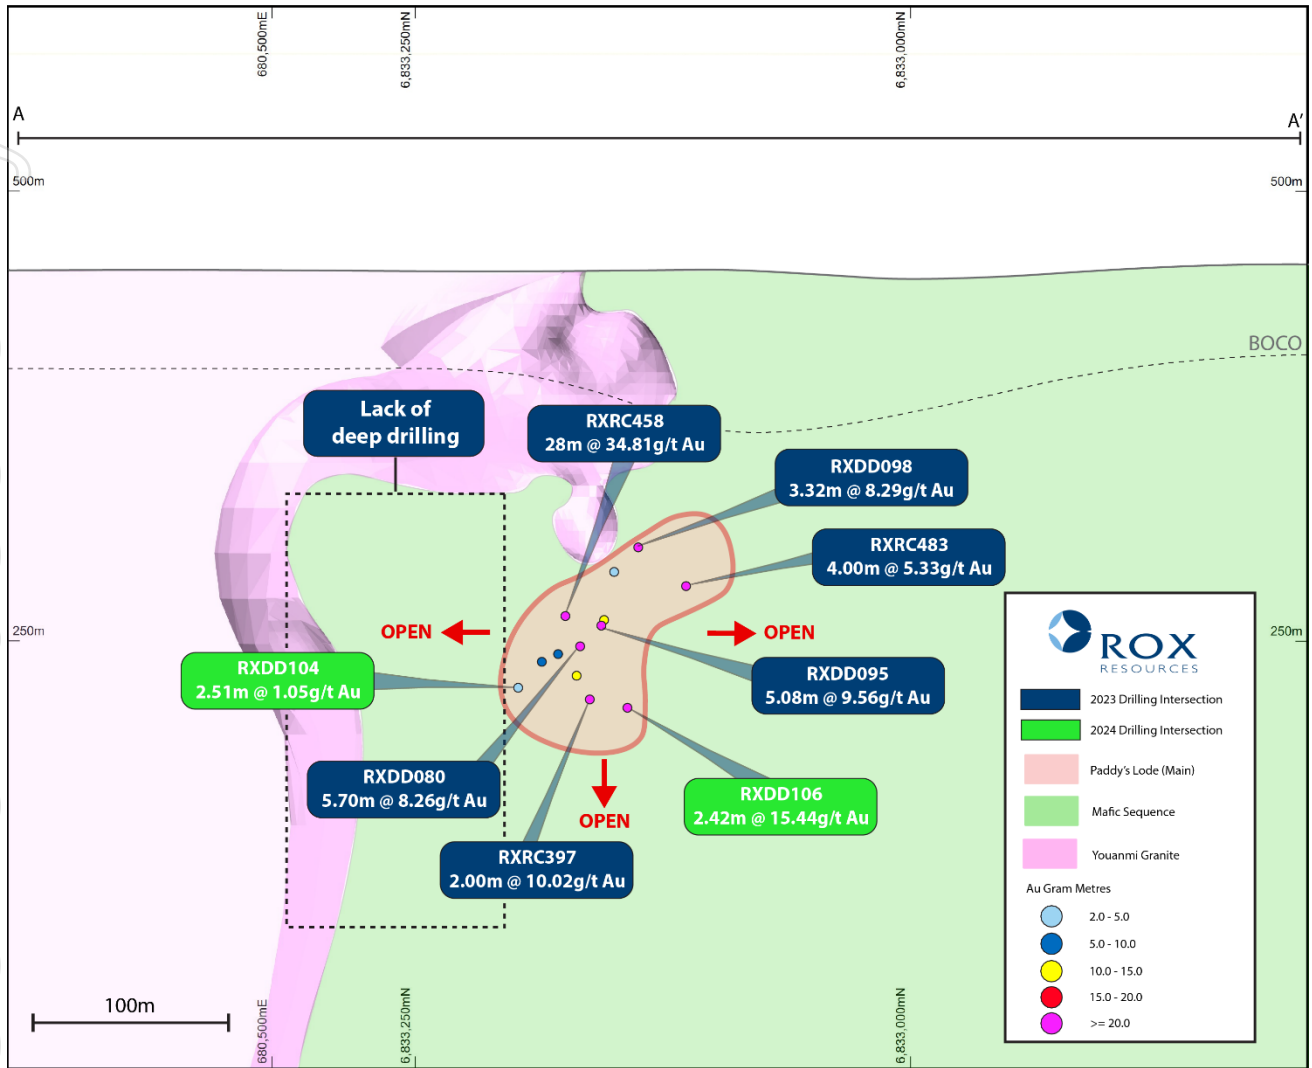 680,500mE
6,833,250mN
6,833,000mN
A
A'
500m
500m
BOCO
Lack of
deep drilling
RXRC458
28m @ 34.81g/t Au
RXDD098
3.32m @ 8.29g/t Au
RXRC483
4.00m @ 5.33g/t Au
250m
OPEN
OPEN
250m
RXDD104
2.51m @ 1.05g/t Au
RXDD095
5.08m @ 9.56g/t Au
RXDD080
5.70m @ 8.26g/t Au
OPEN
RXDD106
2.42m @ 15.44g/t Au
RXRC397
2.00m @ 10.02g/t Au
ROX
RESOURCES
2023 Drilling Intersection
2024 Drilling Intersection
Paddy's Lode (Main)
Mafic Sequence
Youanmi Granite
Au Gram Metres
2.0 - 5.0
5.0 - 10.0
10.0 - 15.0
15.0 - 20.0
>= 20.0
100m
680,500mE
6,833,250mN
6,833,000mN